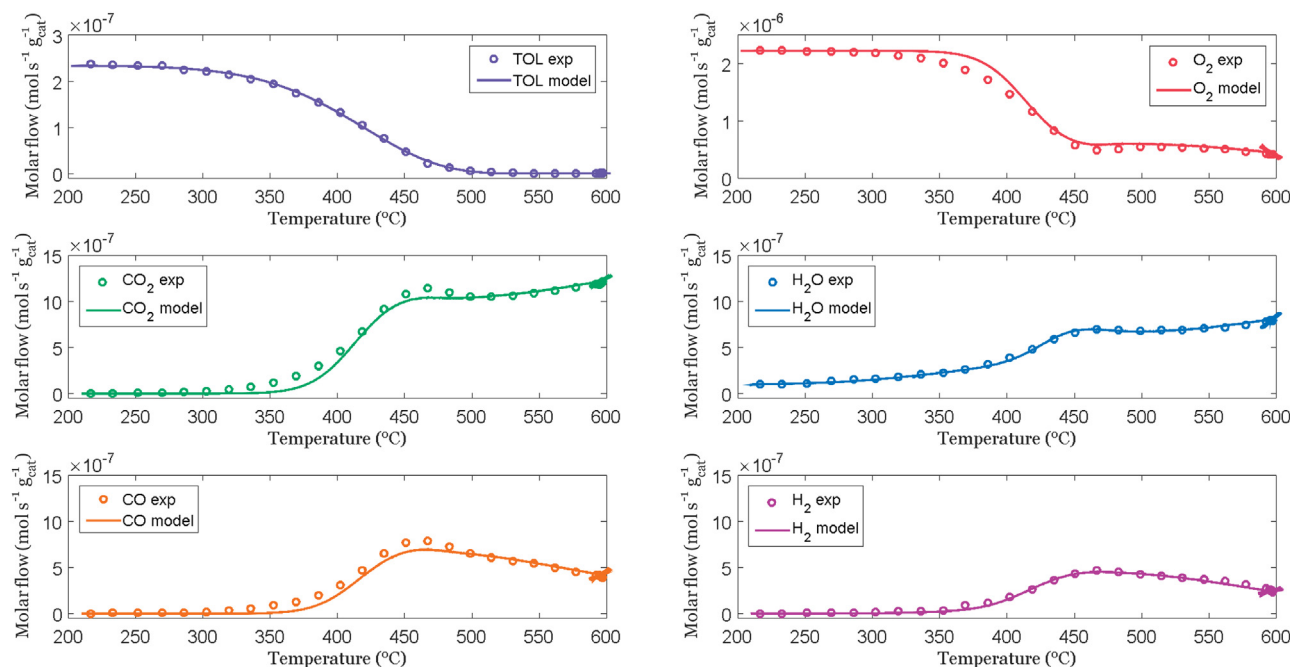 ×10⁻⁷
3
2
1
0
Molar flow (mol s⁻¹ g⁻¹cat)
TOL exp
TOL model
200 250 300 350 400 450 500 550 600
Temperature (°C)
×10⁻⁶
3
2
1
0
Molar flow (mol s⁻¹ g⁻¹cat)
O₂ exp
O₂ model
200 250 300 350 400 450 500 550 600
Temperature (°C)
×10⁻⁷
15
10
5
0
Molar flow (mol s⁻¹ g⁻¹cat)
CO₂ exp
CO₂ model
200 250 300 350 400 450 500 550 600
Temperature (°C)
×10⁻⁷
15
10
5
0
Molar flow (mol s⁻¹ g⁻¹cat)
H₂O exp
H₂O model
200 250 300 350 400 450 500 550 600
Temperature (°C)
×10⁻⁷
15
10
5
0
Molar flow (mol s⁻¹ g⁻¹cat)
CO exp
CO model
200 250 300 350 400 450 500 550 600
Temperature (°C)
×10⁻⁷
15
10
5
0
Molar flow (mol s⁻¹ g⁻¹cat)
H₂ exp
H₂ model
200 250 300 350 400 450 500 550 600
Temperature (°C)